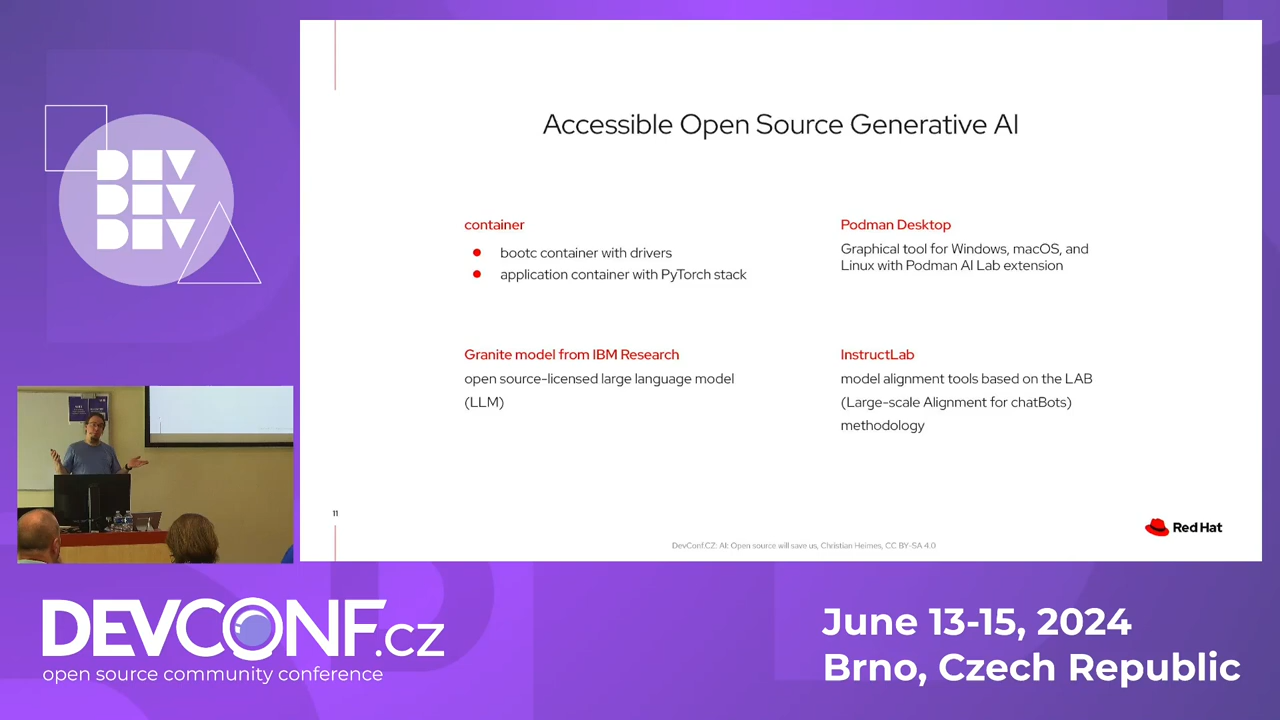 DEV
DEV
DEV
Accessible Open Source Generative AI
container
bootc container with drivers
application container with PyTorch stack
Podman Desktop
Graphical tool for Windows, macOS, and
Linux with Podman AI Lab extension
Granite model from IBM Research
open source-licensed large language model
(LLM)
InstructLab
model alignment tools based on the LAB
(Large-scale Alignment for chatBots)
methodology
11
Red Hat
DevConf.CZ: AI: Open source will save us, Christian Heimes, CC BY-SA 4.0
DEVCONF.cz
open source community conference
June 13-15, 2024
Brno, Czech Republic